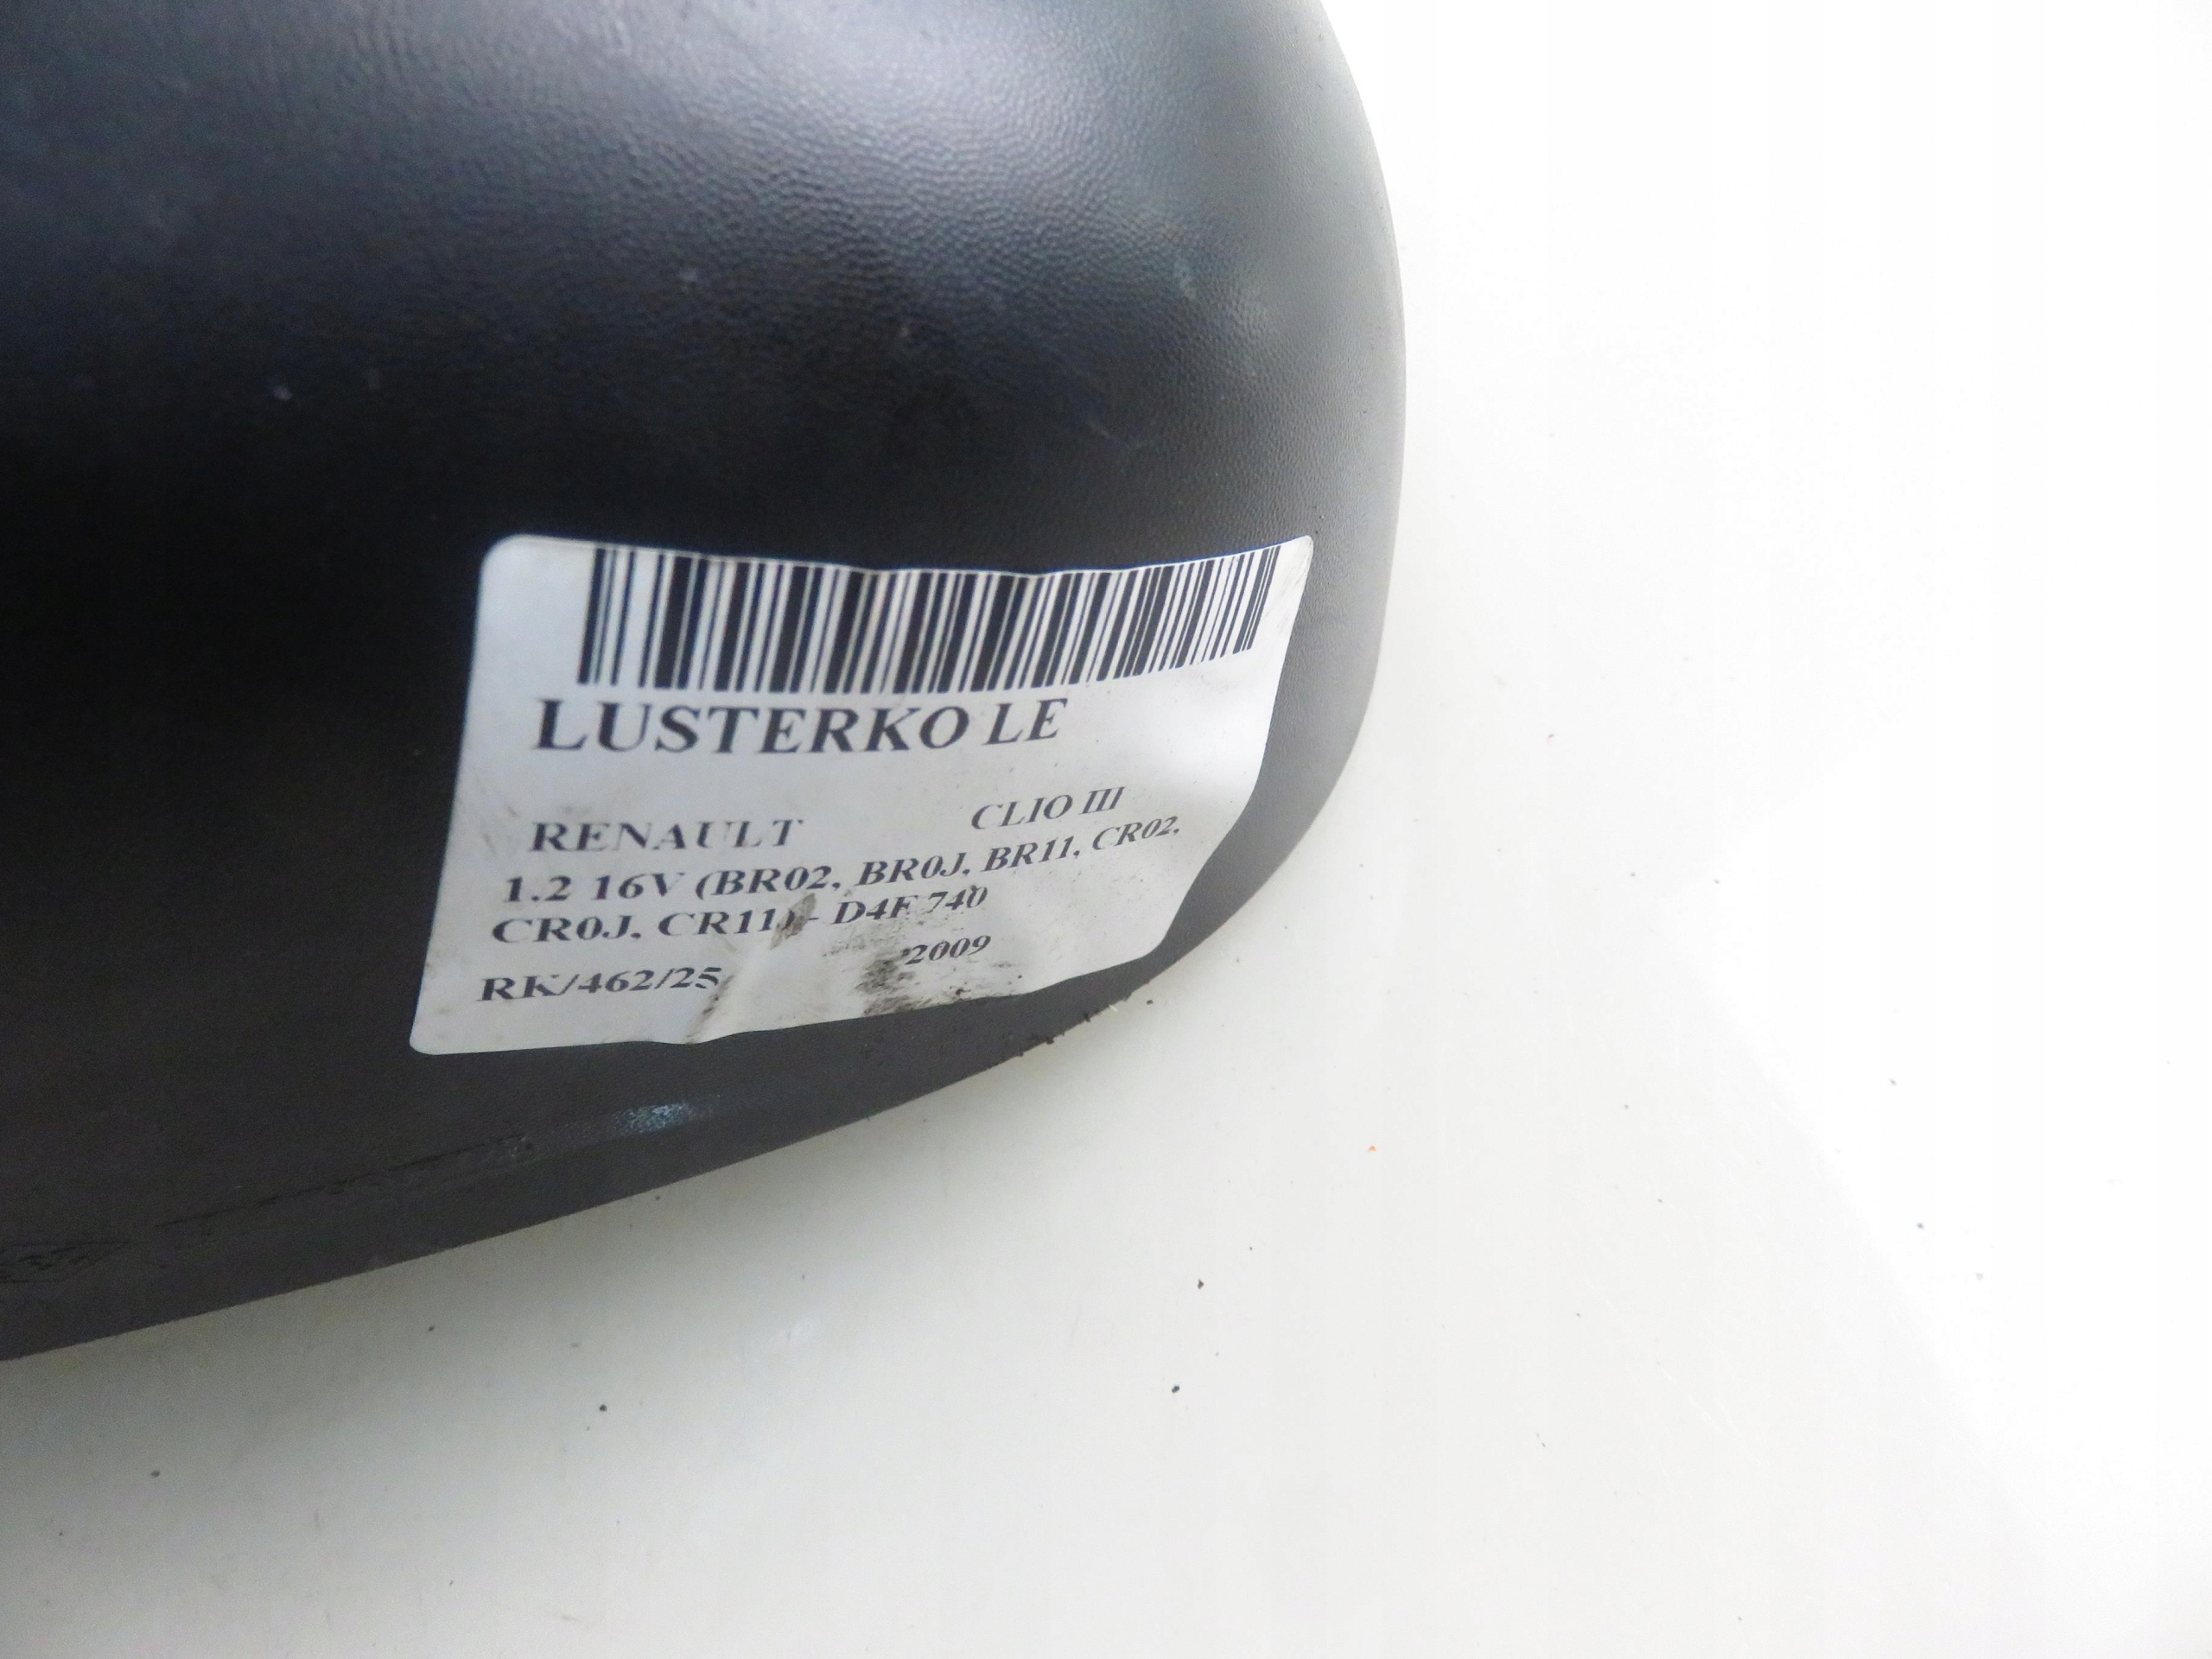 LUSTERKO LE
RENAULT CLIO III
1.2 16V (BR02, BR0J, BR11, CR02,
CR0J, CR11) - D4F 740
2009
RK/462/25